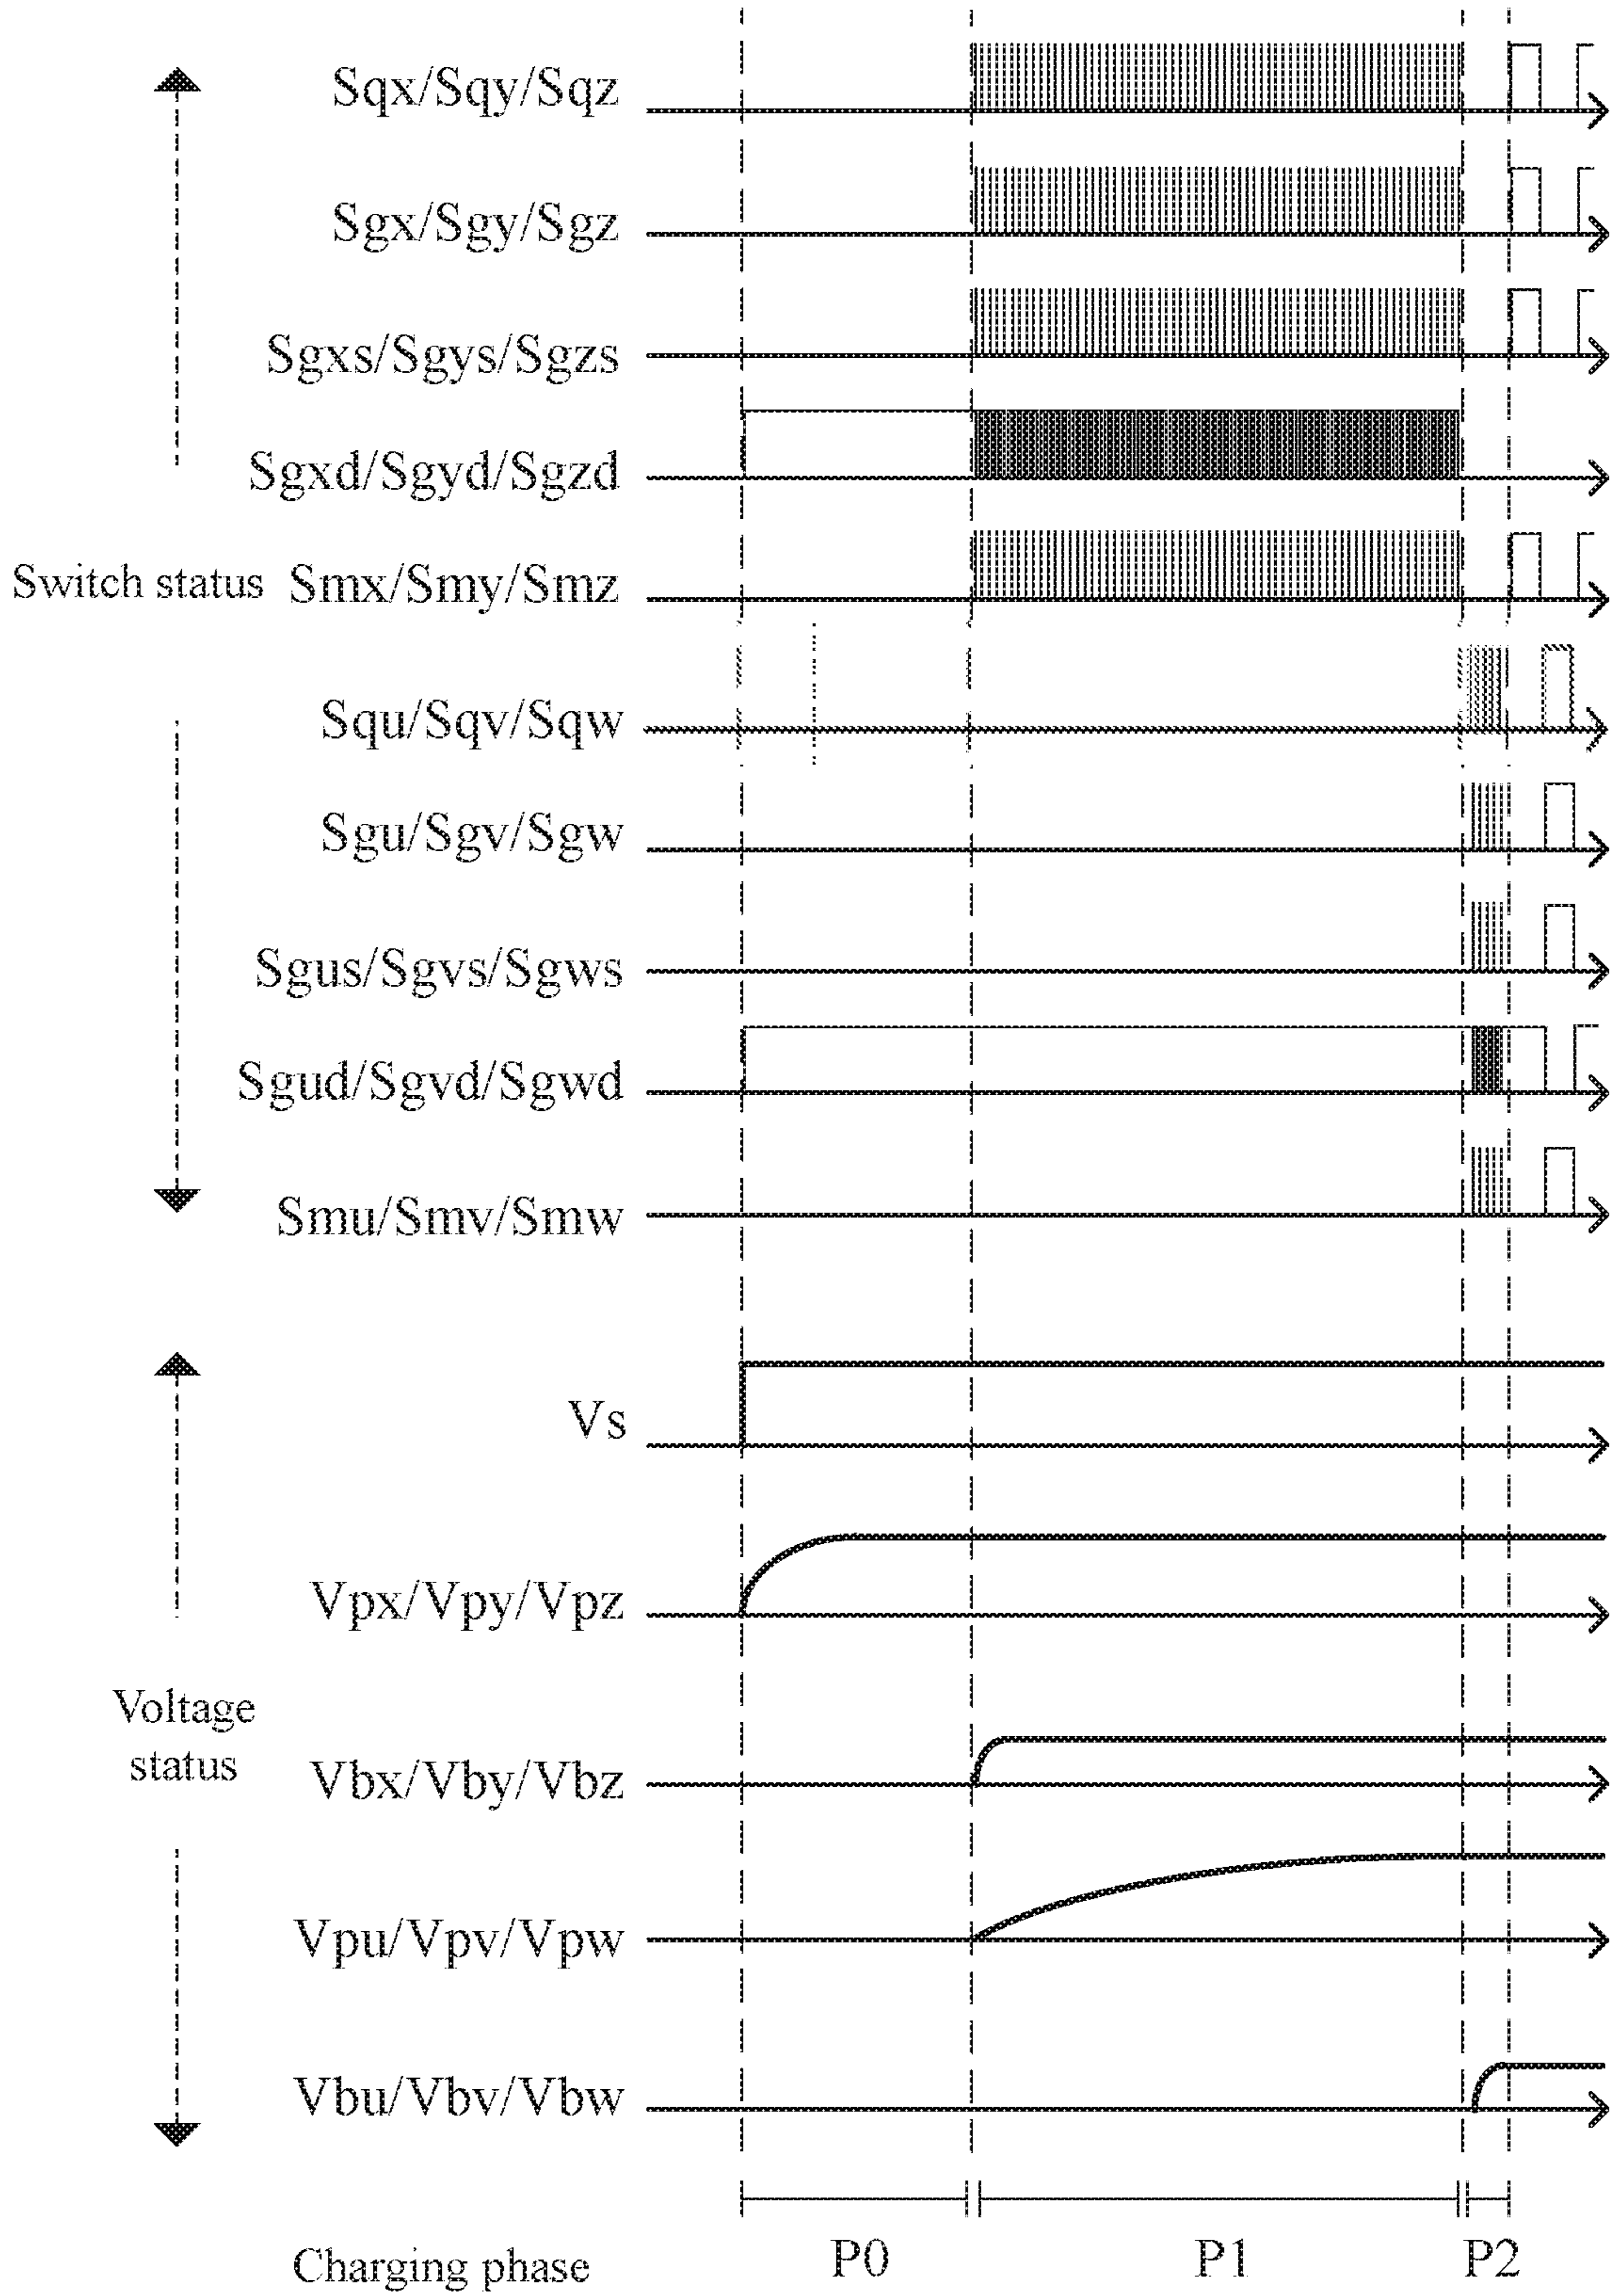 Sqx/Sqy/Sqz
Sgx/Sgy/Sgz
Sgxs/Sgys/Sgzs
Sgxd/Sgyd/Sgzd
Switch status Smx/Smy/Smz
Squ/Sqv/Sqw
Sgu/Sgv/Sgw
Sgus/Sgvs/Sgws
Sgud/Sgvd/Sgwd
Smu/Smv/Smw
Vs
Vpx/Vpy/Vpz
Voltage
status
Vbx/Vby/Vbz
Vpu/Vpv/Vpw
Vbu/Vbv/Vbw
Charging phase P0 P1 P2